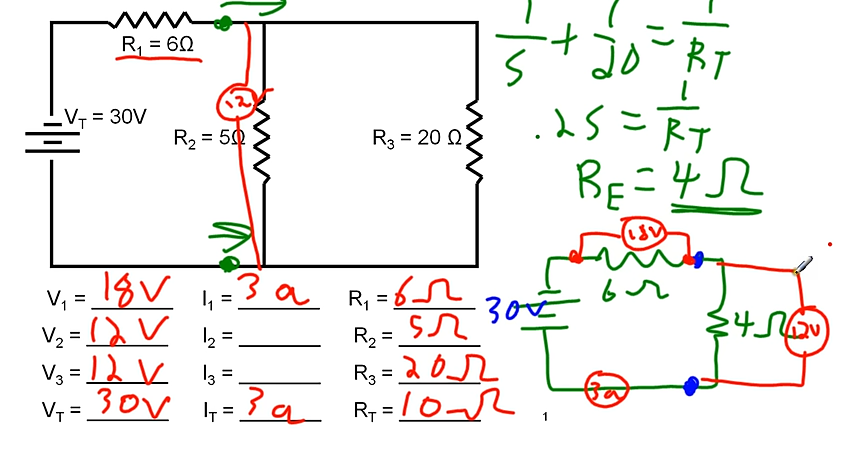 1/5 + 1/20 = 1/RT
.25 = 1/RT
RE = 4Ω
R1 = 6Ω
12
VT = 30V
R2 = 5Ω
R3 = 20 Ω
18V
6Ω
30V
4Ω
12V
3a
V1 = 18V I1 = 3a R1 = 6Ω
V2 = 12V I2 = R2 = 5Ω
V3 = 12V I3 = R3 = 20Ω
VT = 30V IT = 3a RT = 10Ω
1